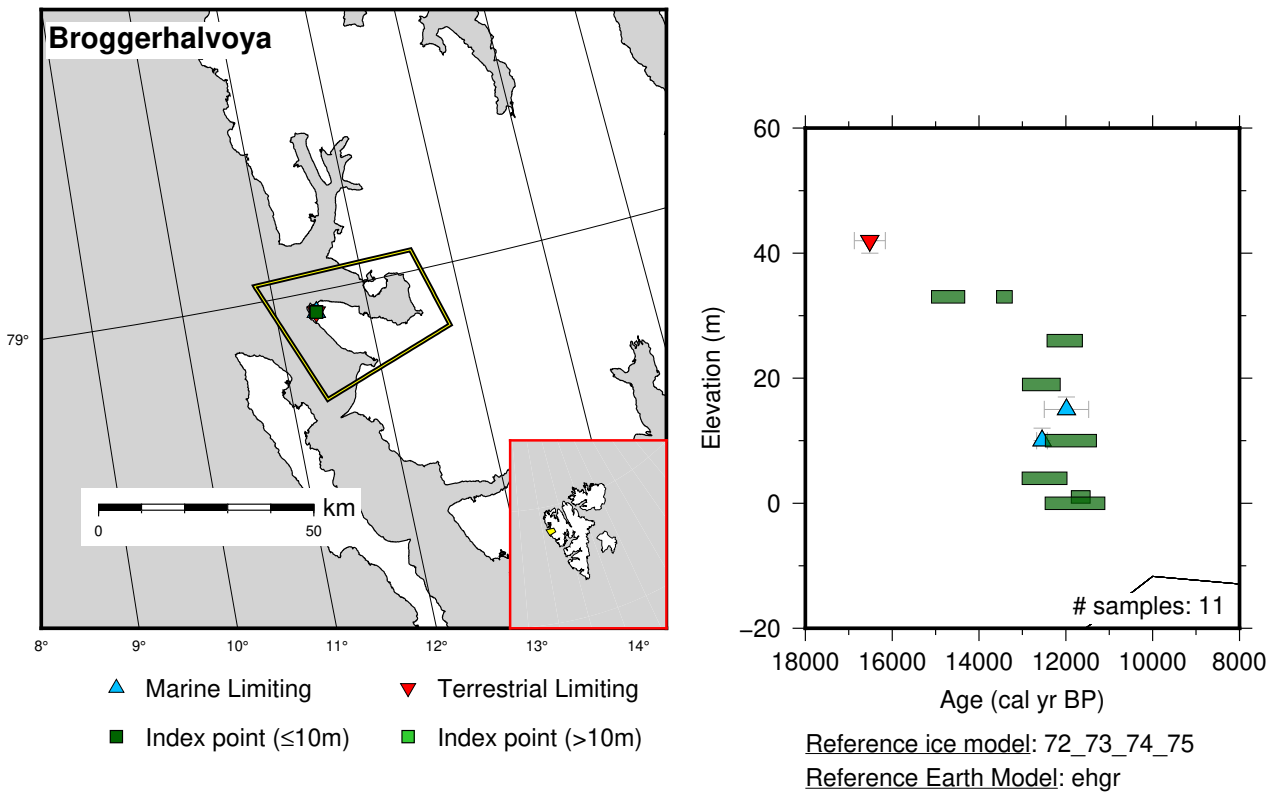 Broggerhalvoya
79°
km
0
50
8°
9°
10°
11°
12°
13°
14°
Marine Limiting
Terrestrial Limiting
Index point (≤10m)
Index point (>10m)
60
40
20
0
−20
Elevation (m)
# samples: 11
18000 16000 14000 12000 10000 8000
Age (cal yr BP)
Reference ice model: 72_73_74_75
Reference Earth Model: ehgr